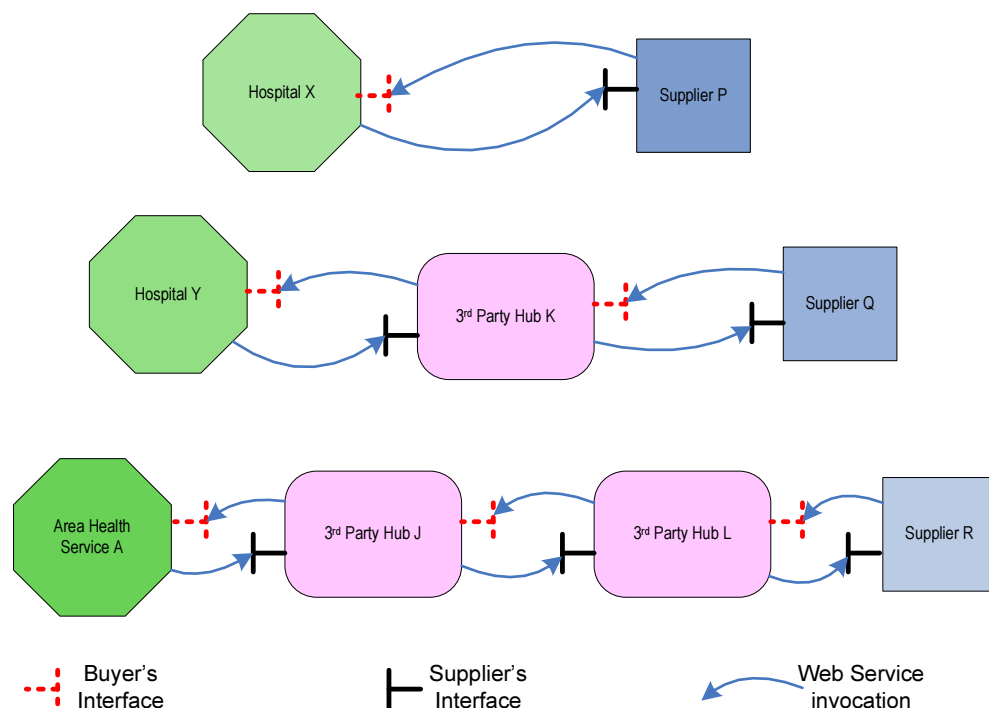 Hospital X
Supplier P
Hospital Y
3rd Party Hub K
Supplier Q
Area Health
Service A
3rd Party Hub J
3rd Party Hub L
Supplier R
Buyer's
Interface
Supplier's
Interface
Web Service
invocation